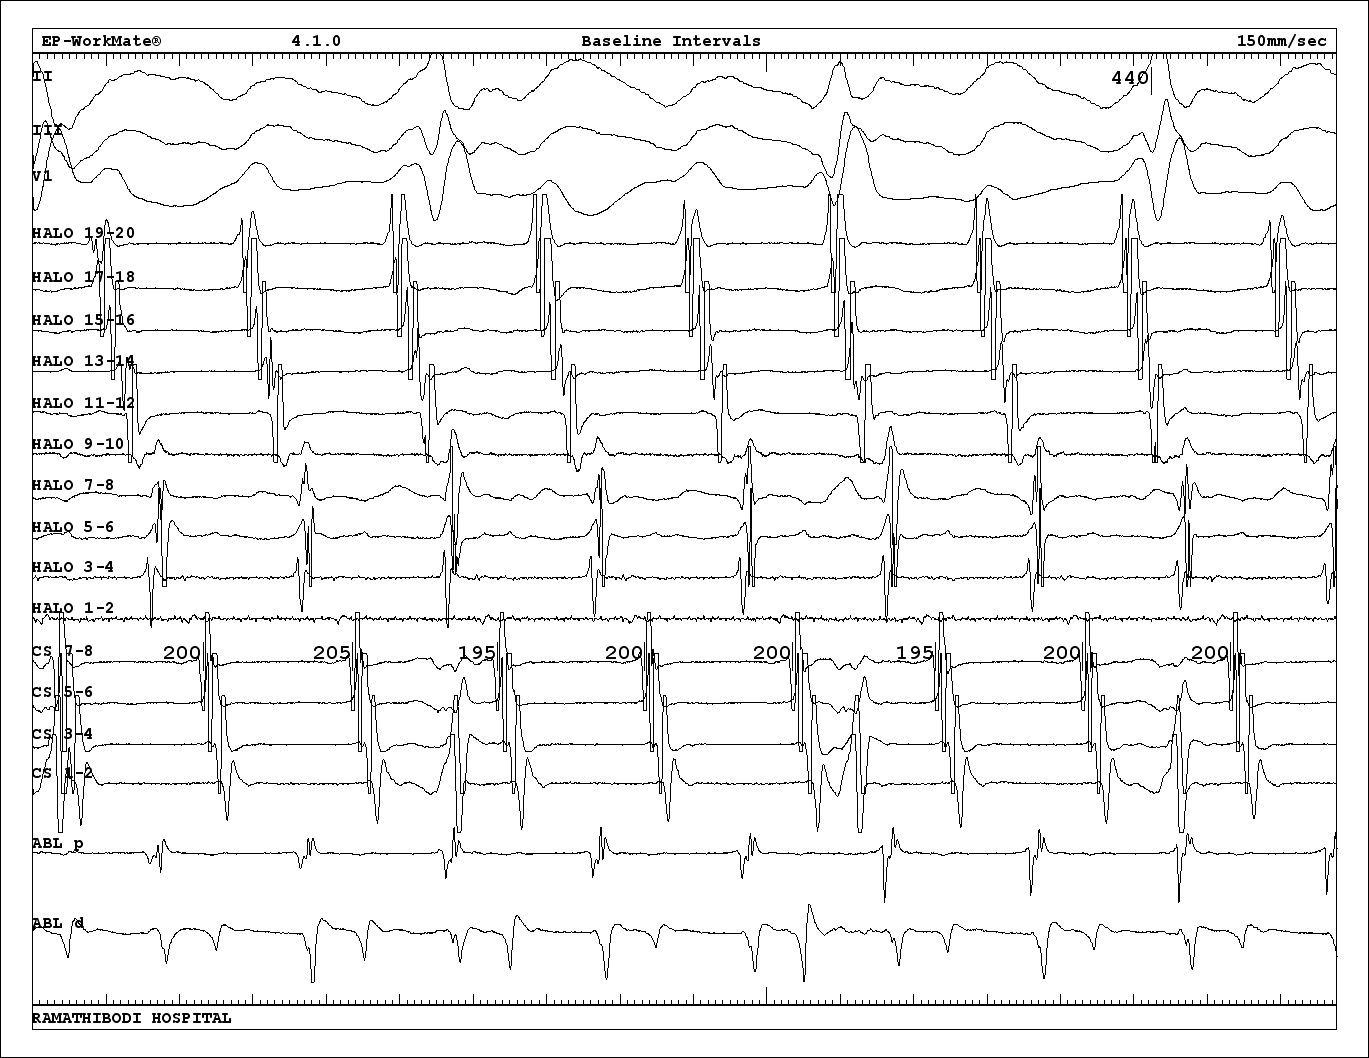 EP-WorkMate® 4.1.0 Baseline Intervals 150mm/sec
II
440
III
V1
HALO 19-20
HALO 17-18
HALO 15-16
HALO 13-14
HALO 11-12
HALO 9-10
HALO 7-8
HALO 5-6
HALO 3-4
HALO 1-2
CS 7-8 200 205 195 200 200 195 200 200
CS 5-6
CS 3-4
CS 1-2
ABL p
ABL d
RAMATHIBODI HOSPITAL